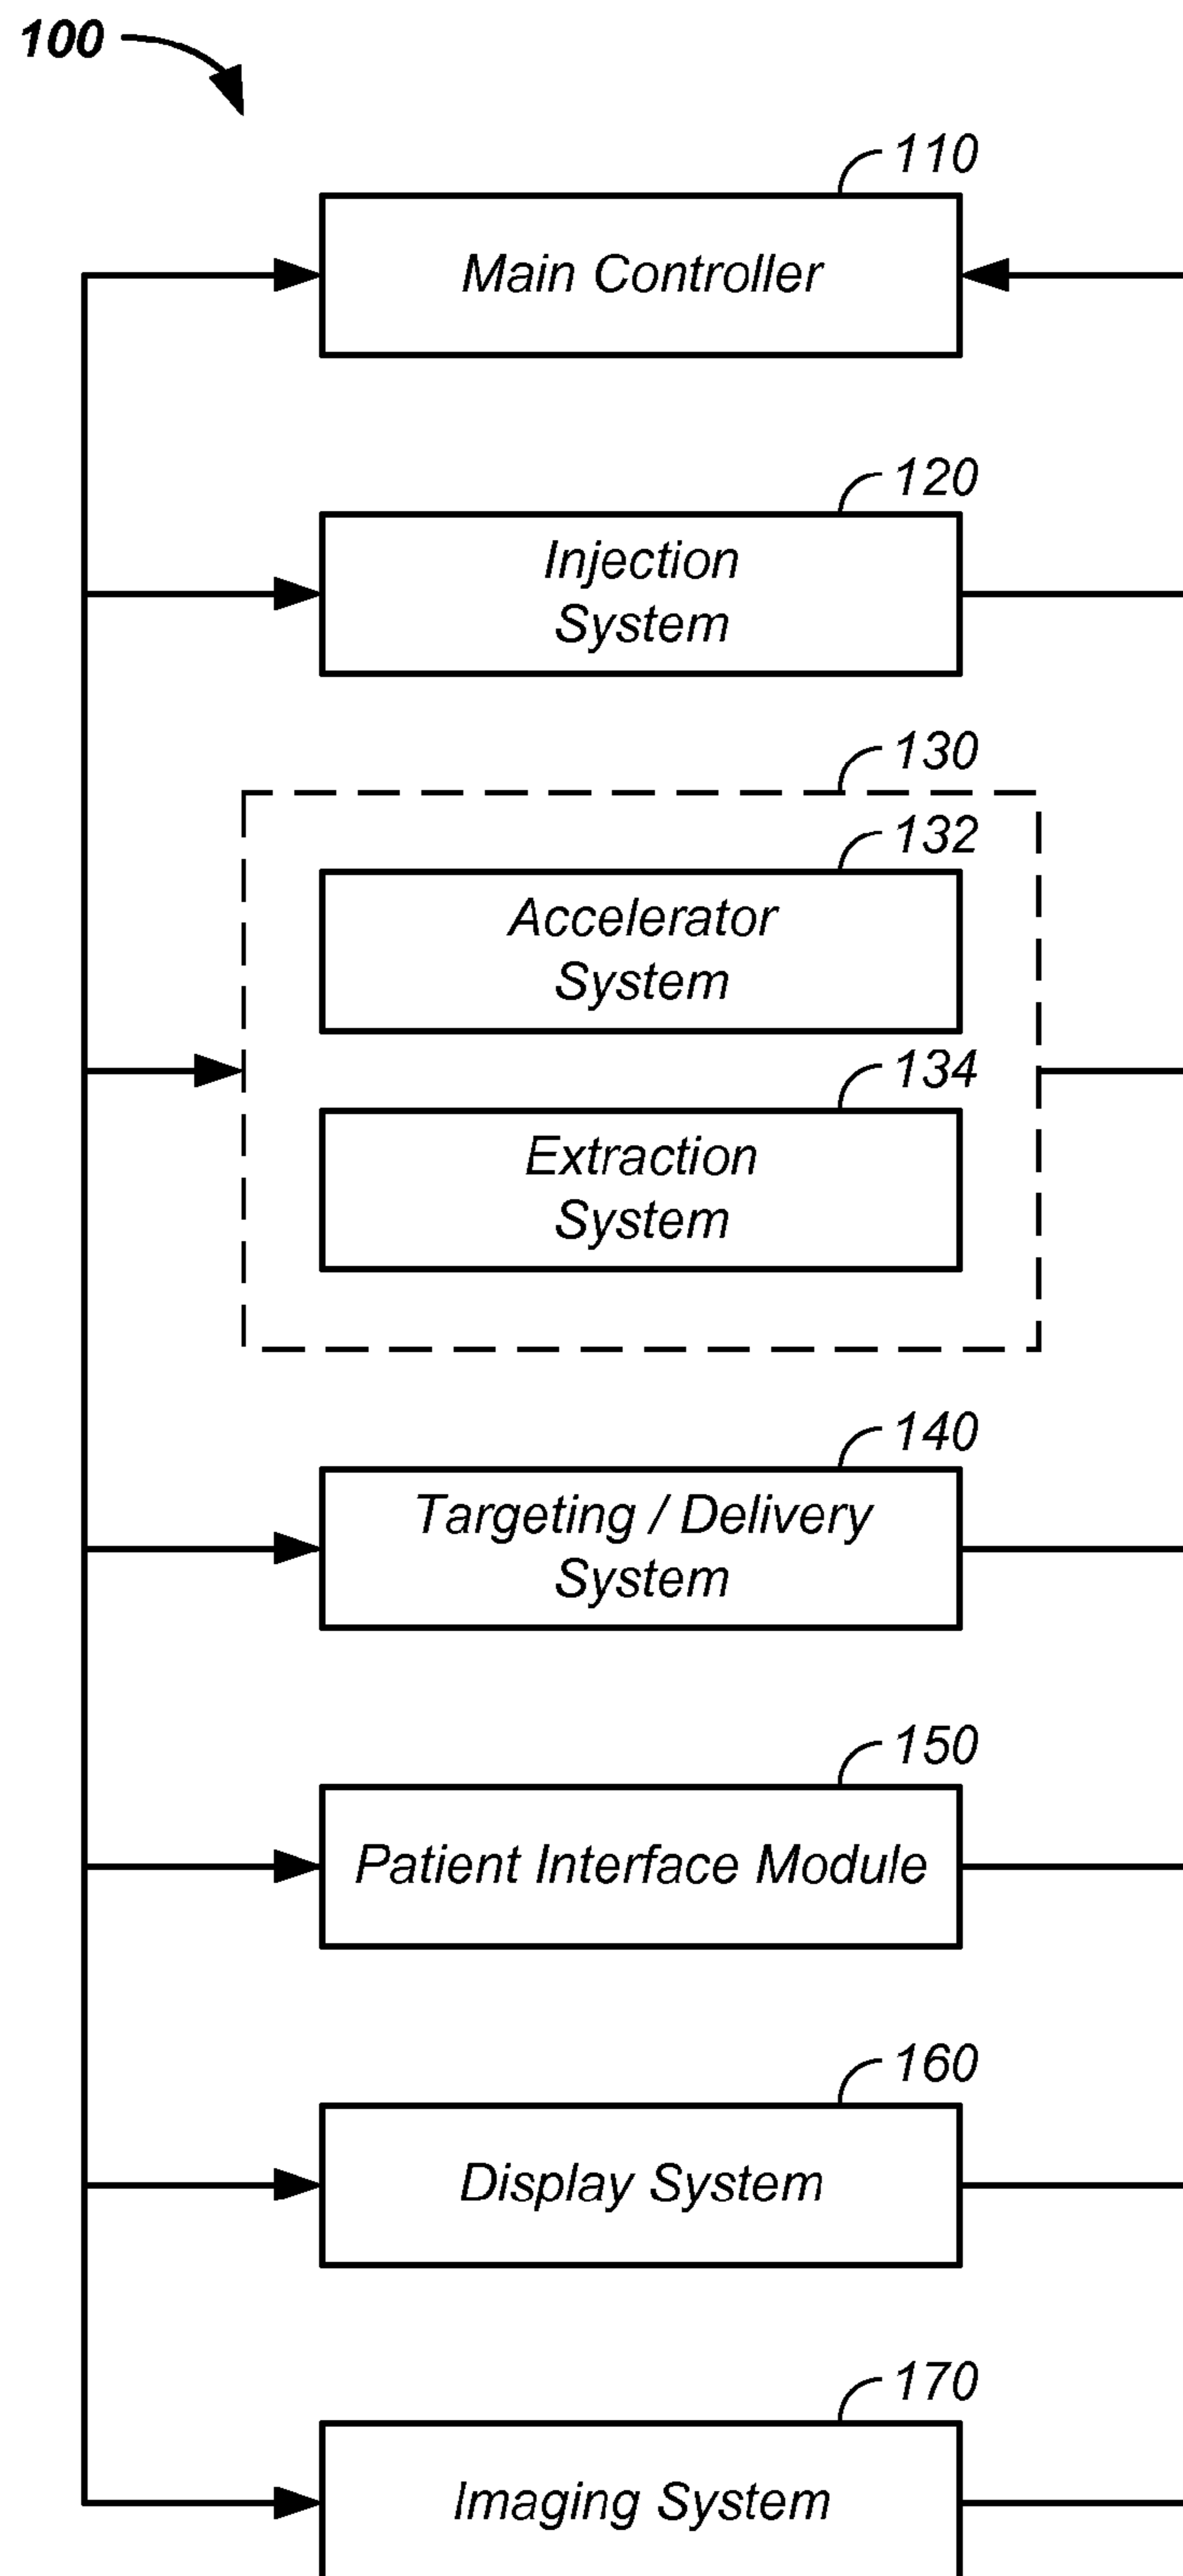 100
110
Main Controller
120
Injection
System
130
132
Accelerator
System
134
Extraction
System
140
Targeting / Delivery
System
150
Patient Interface Module
160
Display System
170
Imaging System